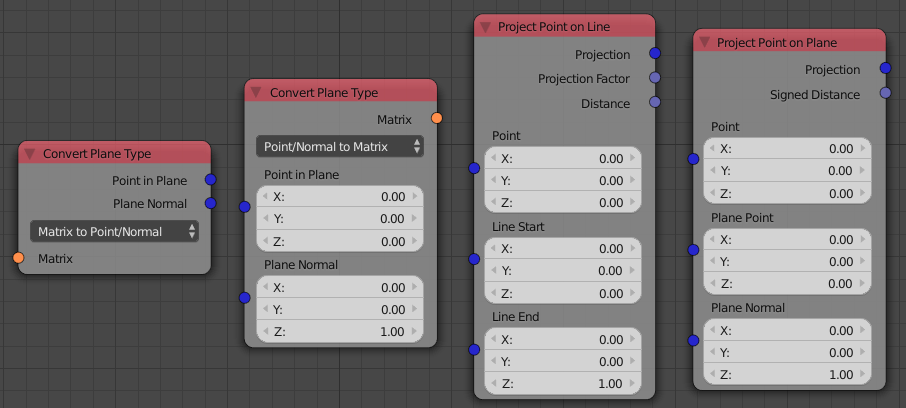 Convert Plane Type
Point in Plane
Plane Normal
Matrix to Point/Normal
Matrix
Convert Plane Type
Matrix
Point/Normal to Matrix
Point in Plane
X: 0.00
Y: 0.00
Z: 0.00
Plane Normal
X: 0.00
Y: 0.00
Z: 1.00
Project Point on Line
Projection
Projection Factor
Distance
Point
X: 0.00
Y: 0.00
Z: 0.00
Line Start
X: 0.00
Y: 0.00
Z: 0.00
Line End
X: 0.00
Y: 0.00
Z: 1.00
Project Point on Plane
Projection
Signed Distance
Point
X: 0.00
Y: 0.00
Z: 0.00
Plane Point
X: 0.00
Y: 0.00
Z: 0.00
Plane Normal
X: 0.00
Y: 0.00
Z: 1.00